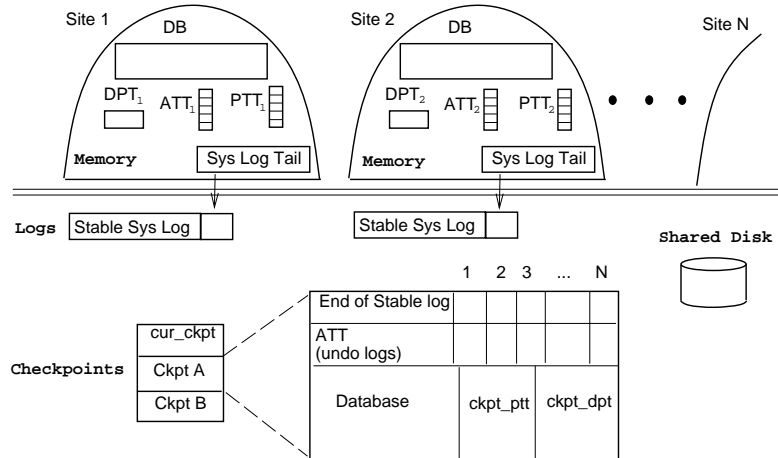 Site 1
DB
DPT1
ATT1
PTT1
Memory
Sys Log Tail
Site 2
DB
DPT2
ATT2
PTT2
Memory
Sys Log Tail
Site N
Logs
Stable Sys Log
Stable Sys Log
Shared Disk
1 2 3 ... N
End of Stable log
ATT
(undo logs)
Database
ckpt_ptt
ckpt_dpt
Checkpoints
cur_ckpt
Ckpt A
Ckpt B